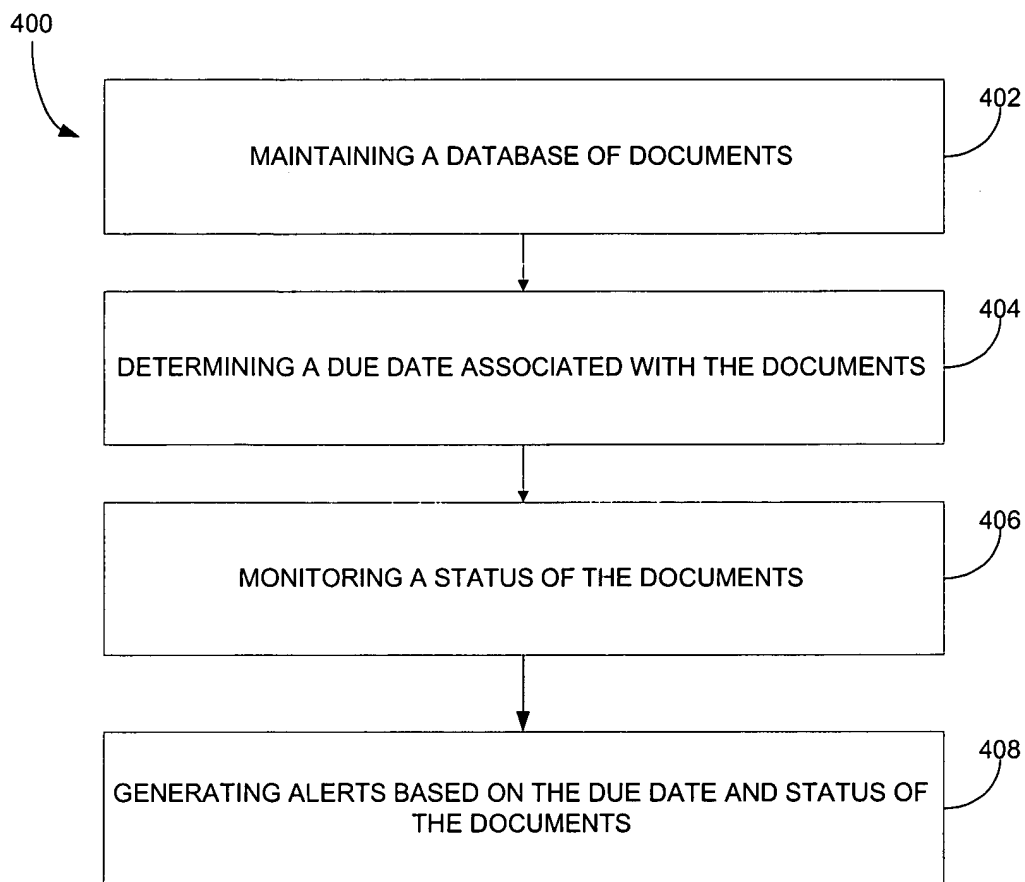 400
402
MAINTAINING A DATABASE OF DOCUMENTS
404
DETERMINING A DUE DATE ASSOCIATED WITH THE DOCUMENTS
406
MONITORING A STATUS OF THE DOCUMENTS
408
GENERATING ALERTS BASED ON THE DUE DATE AND STATUS OF
THE DOCUMENTS